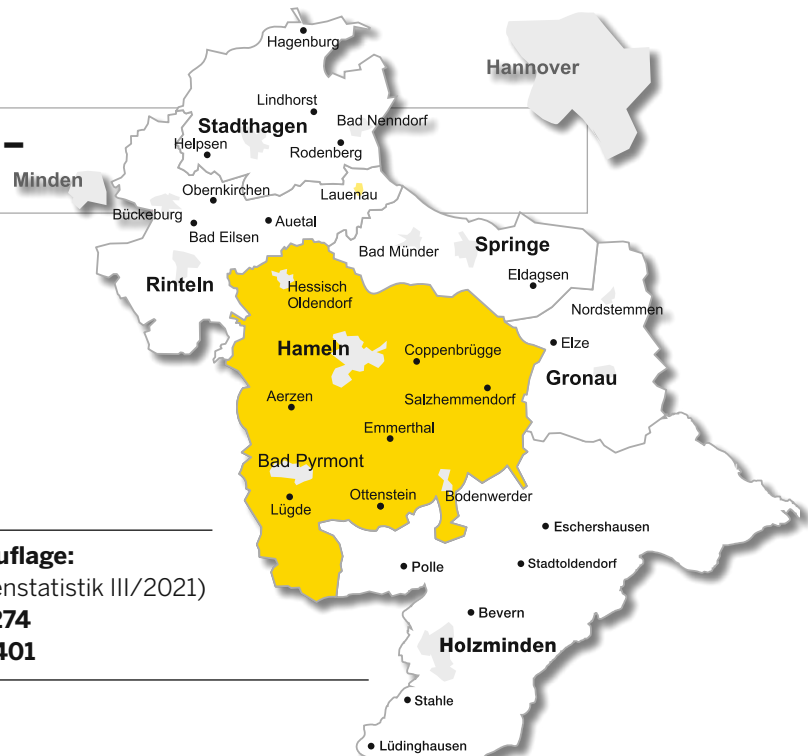 Hagenburg
Hannover
Lindhorst
Stadthagen
Bad Nenndorf
–
Helpsen
Rodenberg
Minden
Obernkirchen
Lauenau
Bückeburg
Auetal
Bad Eilsen
Bad Münder
Springe
Rinteln
Eldagsen
Hessisch
Oldendorf
Nordstemmen
Hameln
Coppenbrügge
Elze
Gronau
Aerzen
Salzhemmendorf
Emmerthal
Bad Pyrmont
Ottenstein
Bodenwerder
Lügde
Eschershausen
uflage:
Polle
Stadtoldendorf
enstatistik III/2021)
274
Bevern
401
Holzminden
Stahle
Lüdinghausen